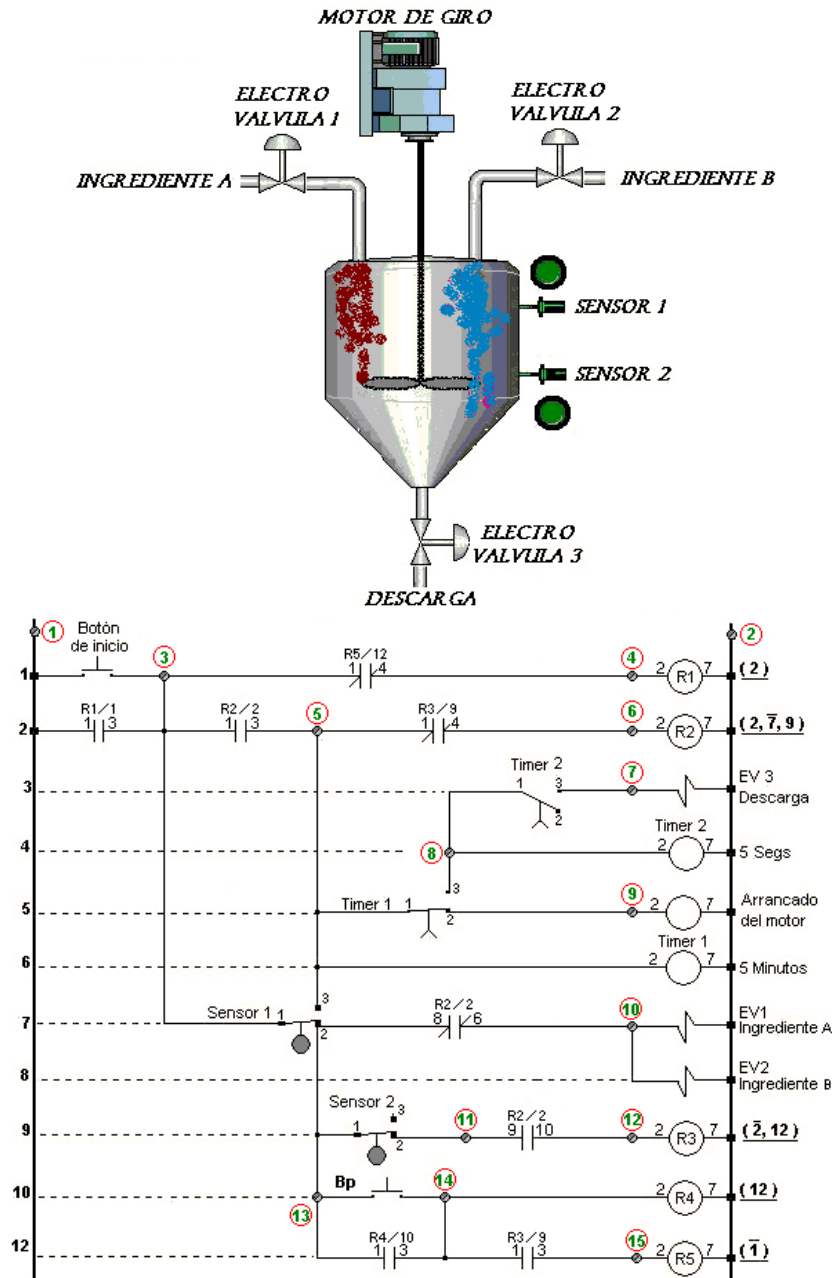 MOTOR DE GIRO
ELECTRO
VALVULA 1
ELECTRO
VALVULA 2
INGREDIENTE A
INGREDIENTE B
SENSOR 1
SENSOR 2
ELECTRO
VALVULA 3
DESCARGA
1 Botón
de inicio
2
3
R5/12
4
1 1 4 2 R1 7 (2)
R1/1
R2/2
5
R3/9
6
2 1 3 1 3 1 4 2 R2 7 (2, 7̅, 9)
Timer 2
7
EV 3
3 1 3 Descarga
2
Timer 2
4 8 2 7 5 Segs
3
9
Arrancado
5 Timer 1 1 2 2 7 del motor
Timer 1
6 2 7 5 Minutos
3
R2/2
10
EV1
7 Sensor 1 1 2 8 6 Ingrediente A
EV2
8 Ingrediente B
Sensor 2
3
11
R2/2
12
9 1 2 9 10 2 R3 7 (2̅, 12)
Bp
14
10 2 R4 7 (12)
13
R4/10
R3/9
15
12 1 3 1 3 2 R5 7 (1̅)